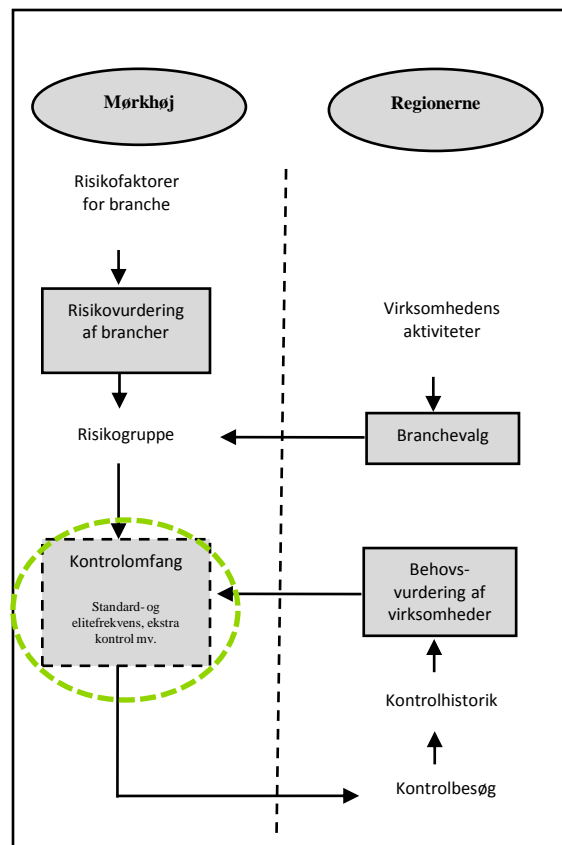 Mørkhøj
Regionerne
Risikofaktorer
for branche
Risikovurdering
af brancher
Virksomhedens
aktiviteter
Risikogruppe
Branchevalg
Kontrolomfang
Standard- og
elitefrekvens, ekstra
kontrol mv.
Behovs-
vurdering af
virksomheder
Kontrolhistorik
Kontrolbesøg